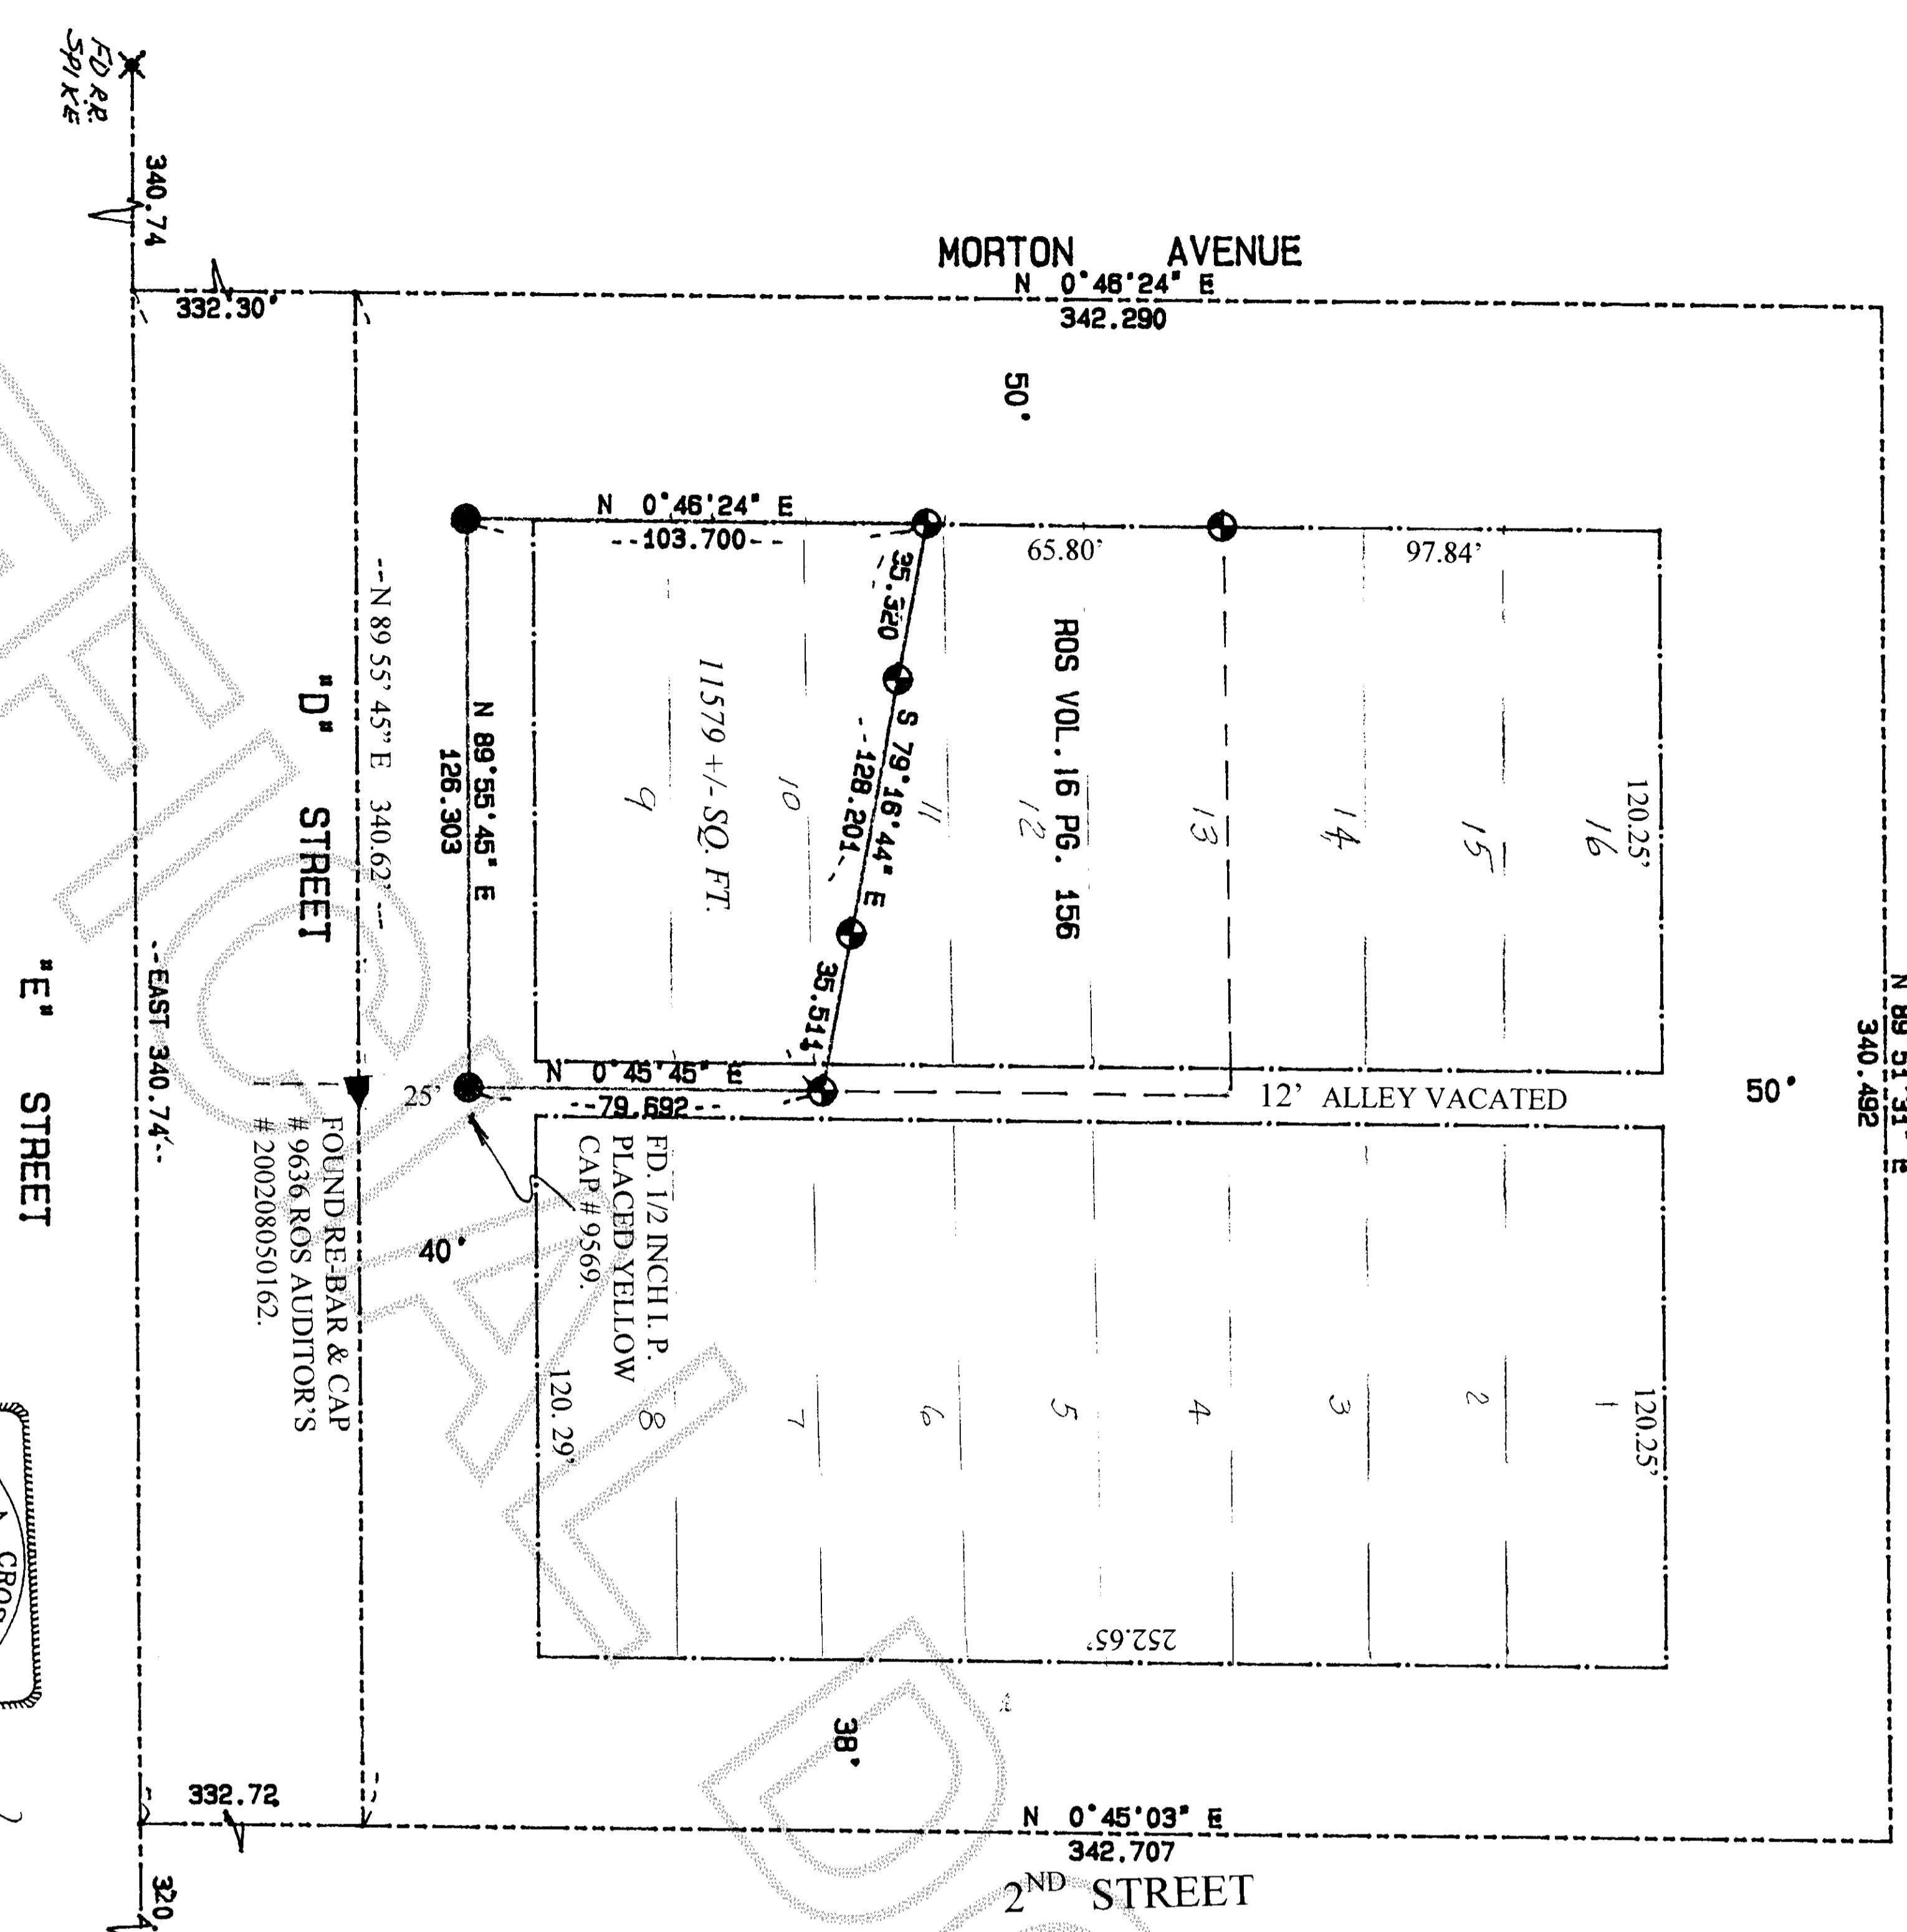 FD R.R.
SPIKE
340.74
MORTON AVENUE
N 0°46'24" E
342.290
332.30'
50'
N 0°46'24" E
--103.700--
65.80'
97.84'
35.320
S 79°16'44" E
--128.201--
35.511
ROS VOL.16 PG. 156
11579 +/- SQ. FT.
9
10
11
12
13
14
15
16
120.25'
--N 89 55' 45" E 340.62'---
"D" STREET
N 89°55'45" E
126.303
--EAST 340.74'--
"E" STREET
N 89°51'31" E
340.492
50'
25'
N 0°45'45" E
--79.692--
12' ALLEY VACATED
FOUND RE-BAR & CAP
# 9636 ROS AUDITOR'S
# 200208050162.
FD. 1/2 INCH I. P.
PLACED YELLOW
CAP # 9569.
40'
120. 29'
8
7
6
5
4
3
2
1
120.25'
252.65'
38'
332.72
N 0°45'03" E
342.707
2ND STREET
320
A. CROS